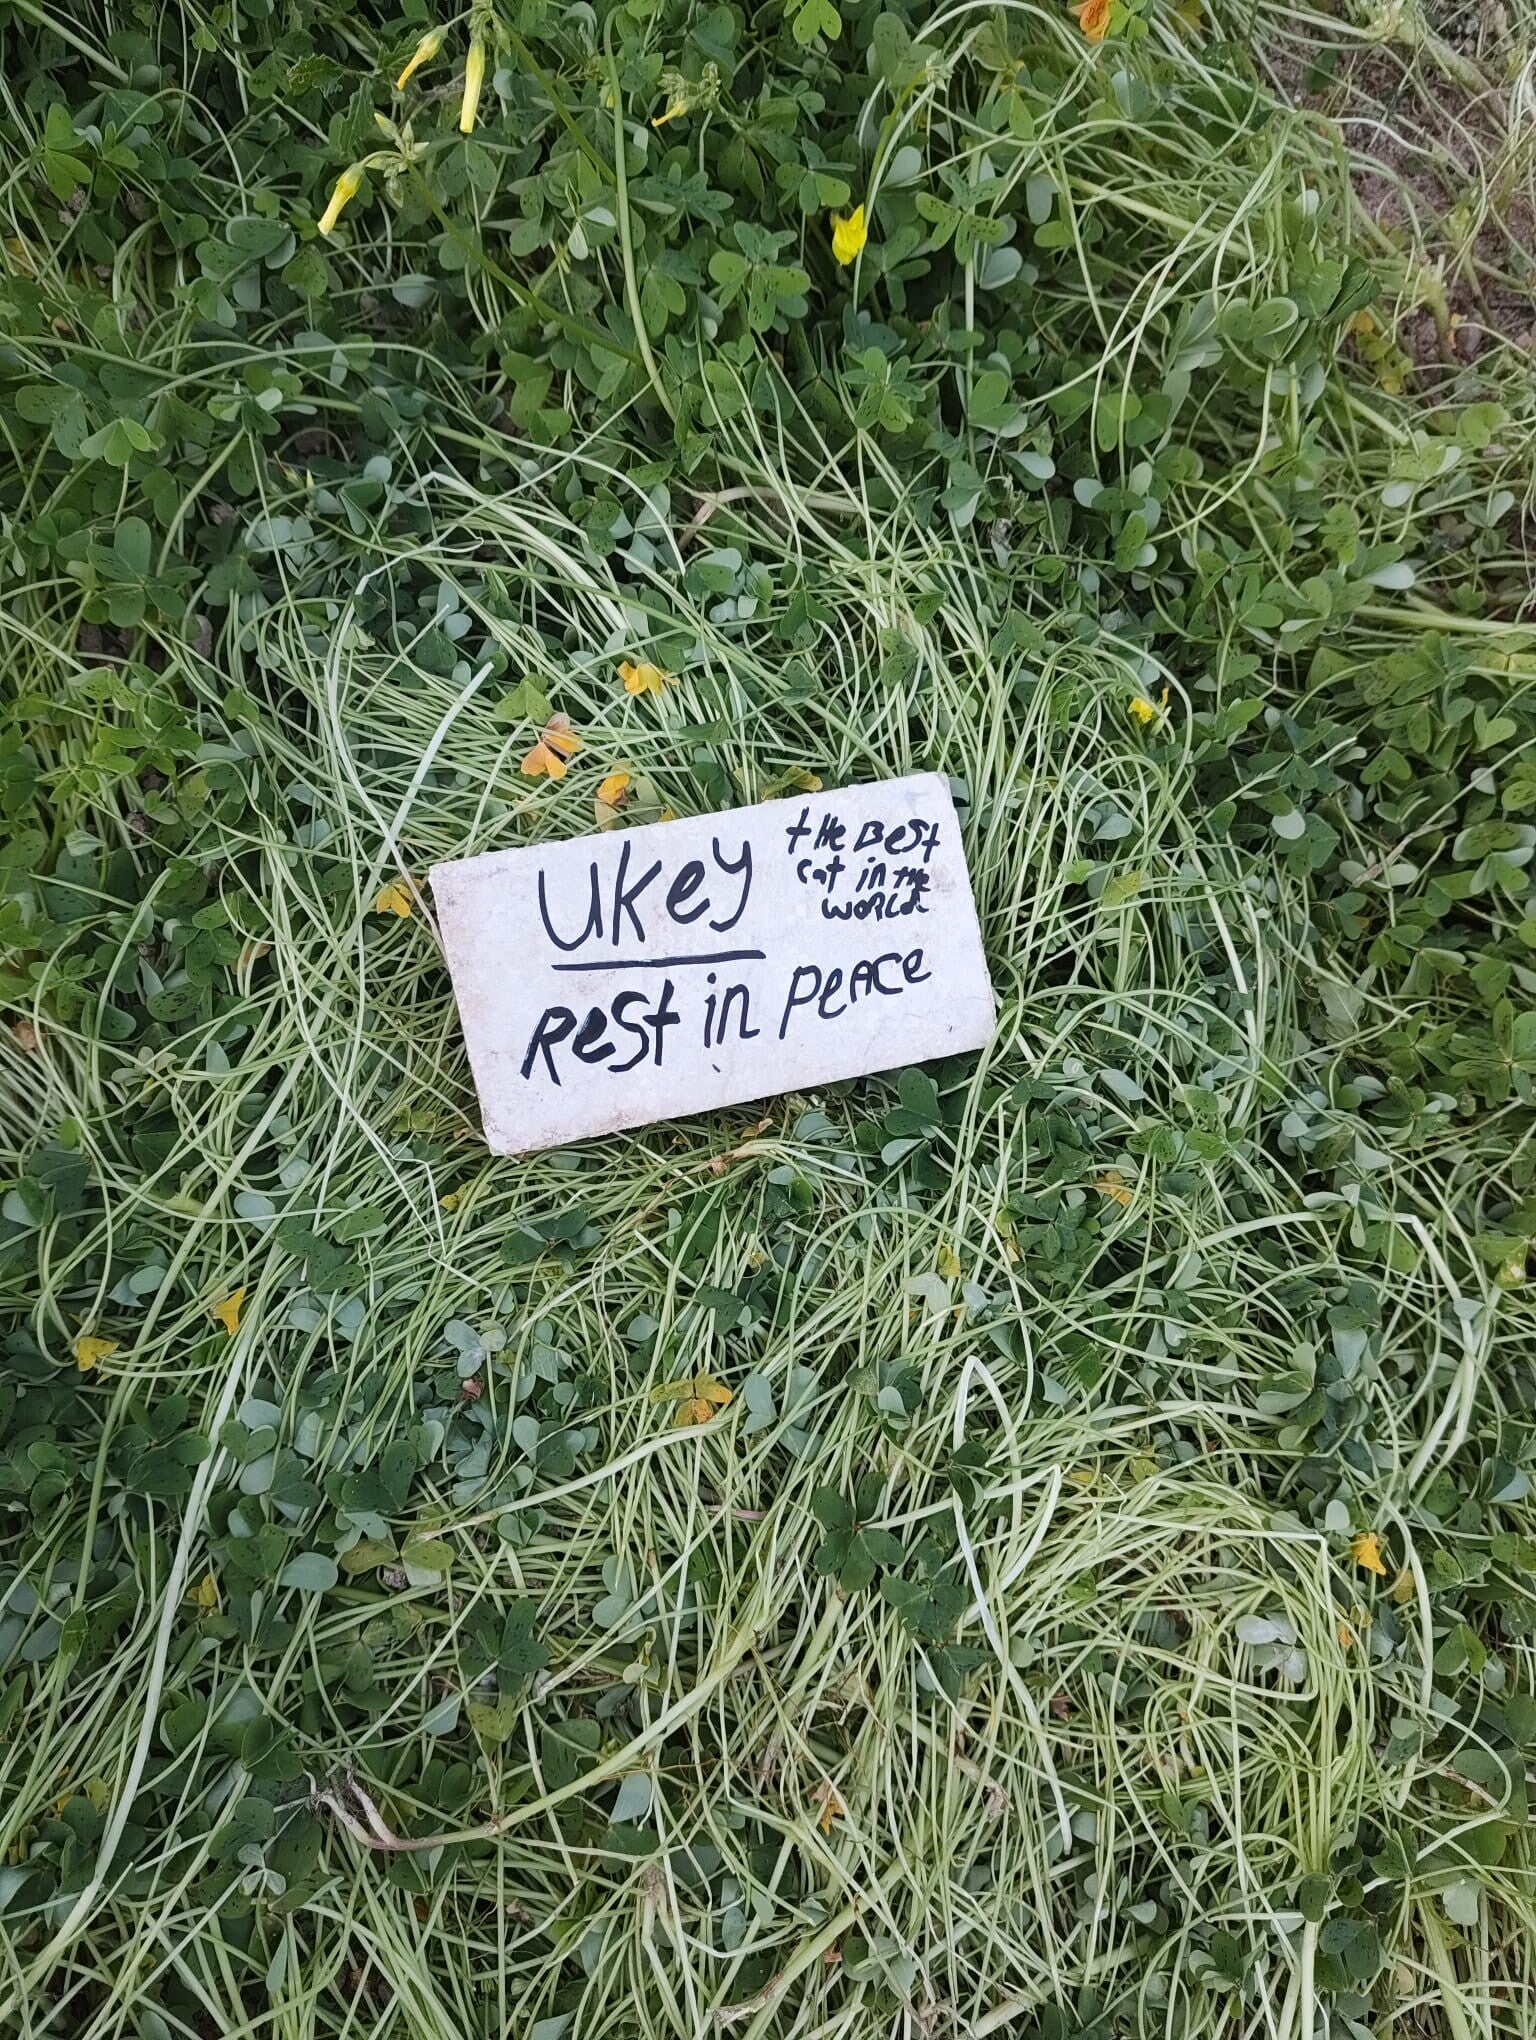 Ukey
the Best
cat in the
world
Rest in peace